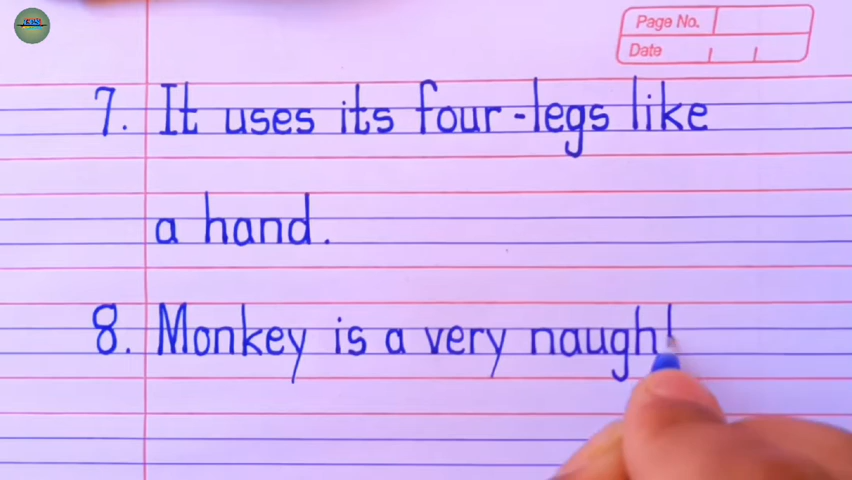 Page No.
Date
7. It uses its four-legs like
a hand.
8. Monkey is a very naugh